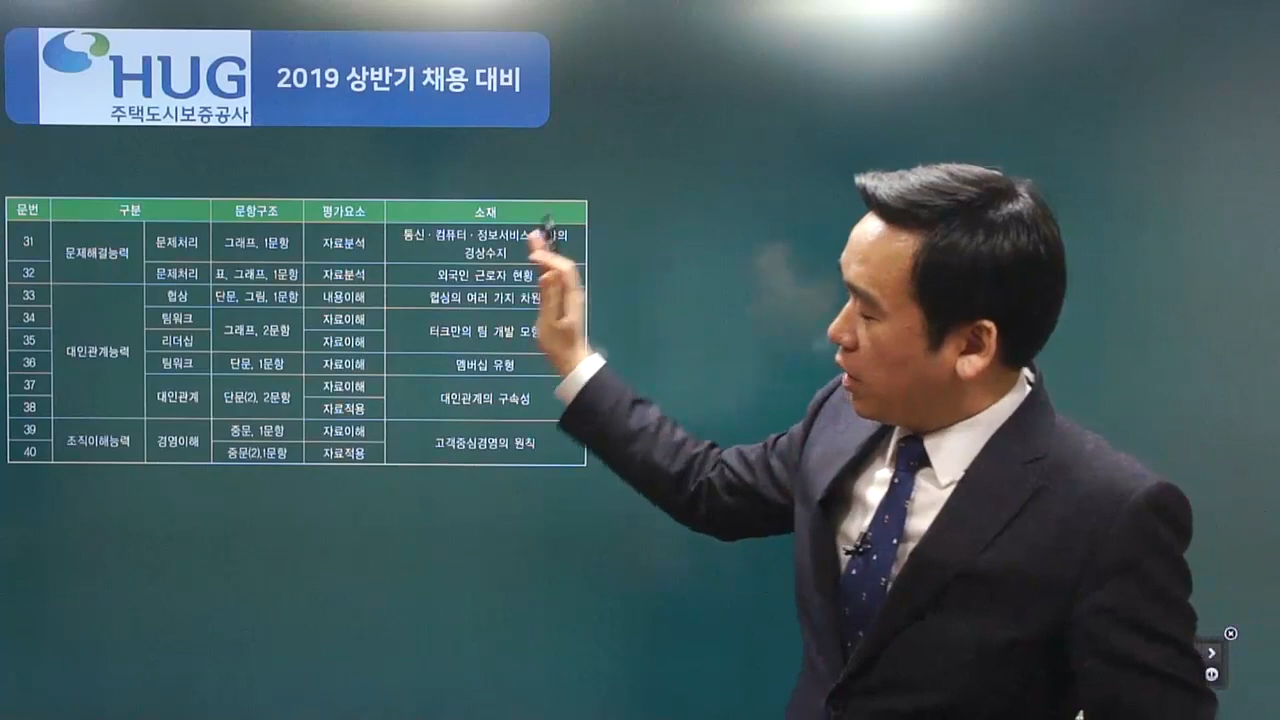 HUG
주택도시보증공사
2019 상반기 채용 대비
문번 구분 문항구조 평가요소 소재
31 문제해결능력 문제처리 그래프, 1문항 자료분석 통신·컴퓨터·정보서비스
경상수지
32 문제처리 표, 그래프, 1문항 자료분석 외국인 근로자 현황
33 대인관계능력 협상 단문, 그림, 1문항 내용이해 협상의 여러 가지 차원
34 팀워크 그래프, 2문항 자료이해 터크만의 팀 개발 모형
35 리더십 자료이해
36 팀워크 단문, 1문항 자료이해 멤버십 유형
37 대인관계 단문(2), 2문항 자료이해 대인관계의 구속성
38 자료적용
39 조직이해능력 경영이해 중문, 1문항 자료이해 고객중심경영의 원칙
40 중문(2),1문항 자료적용